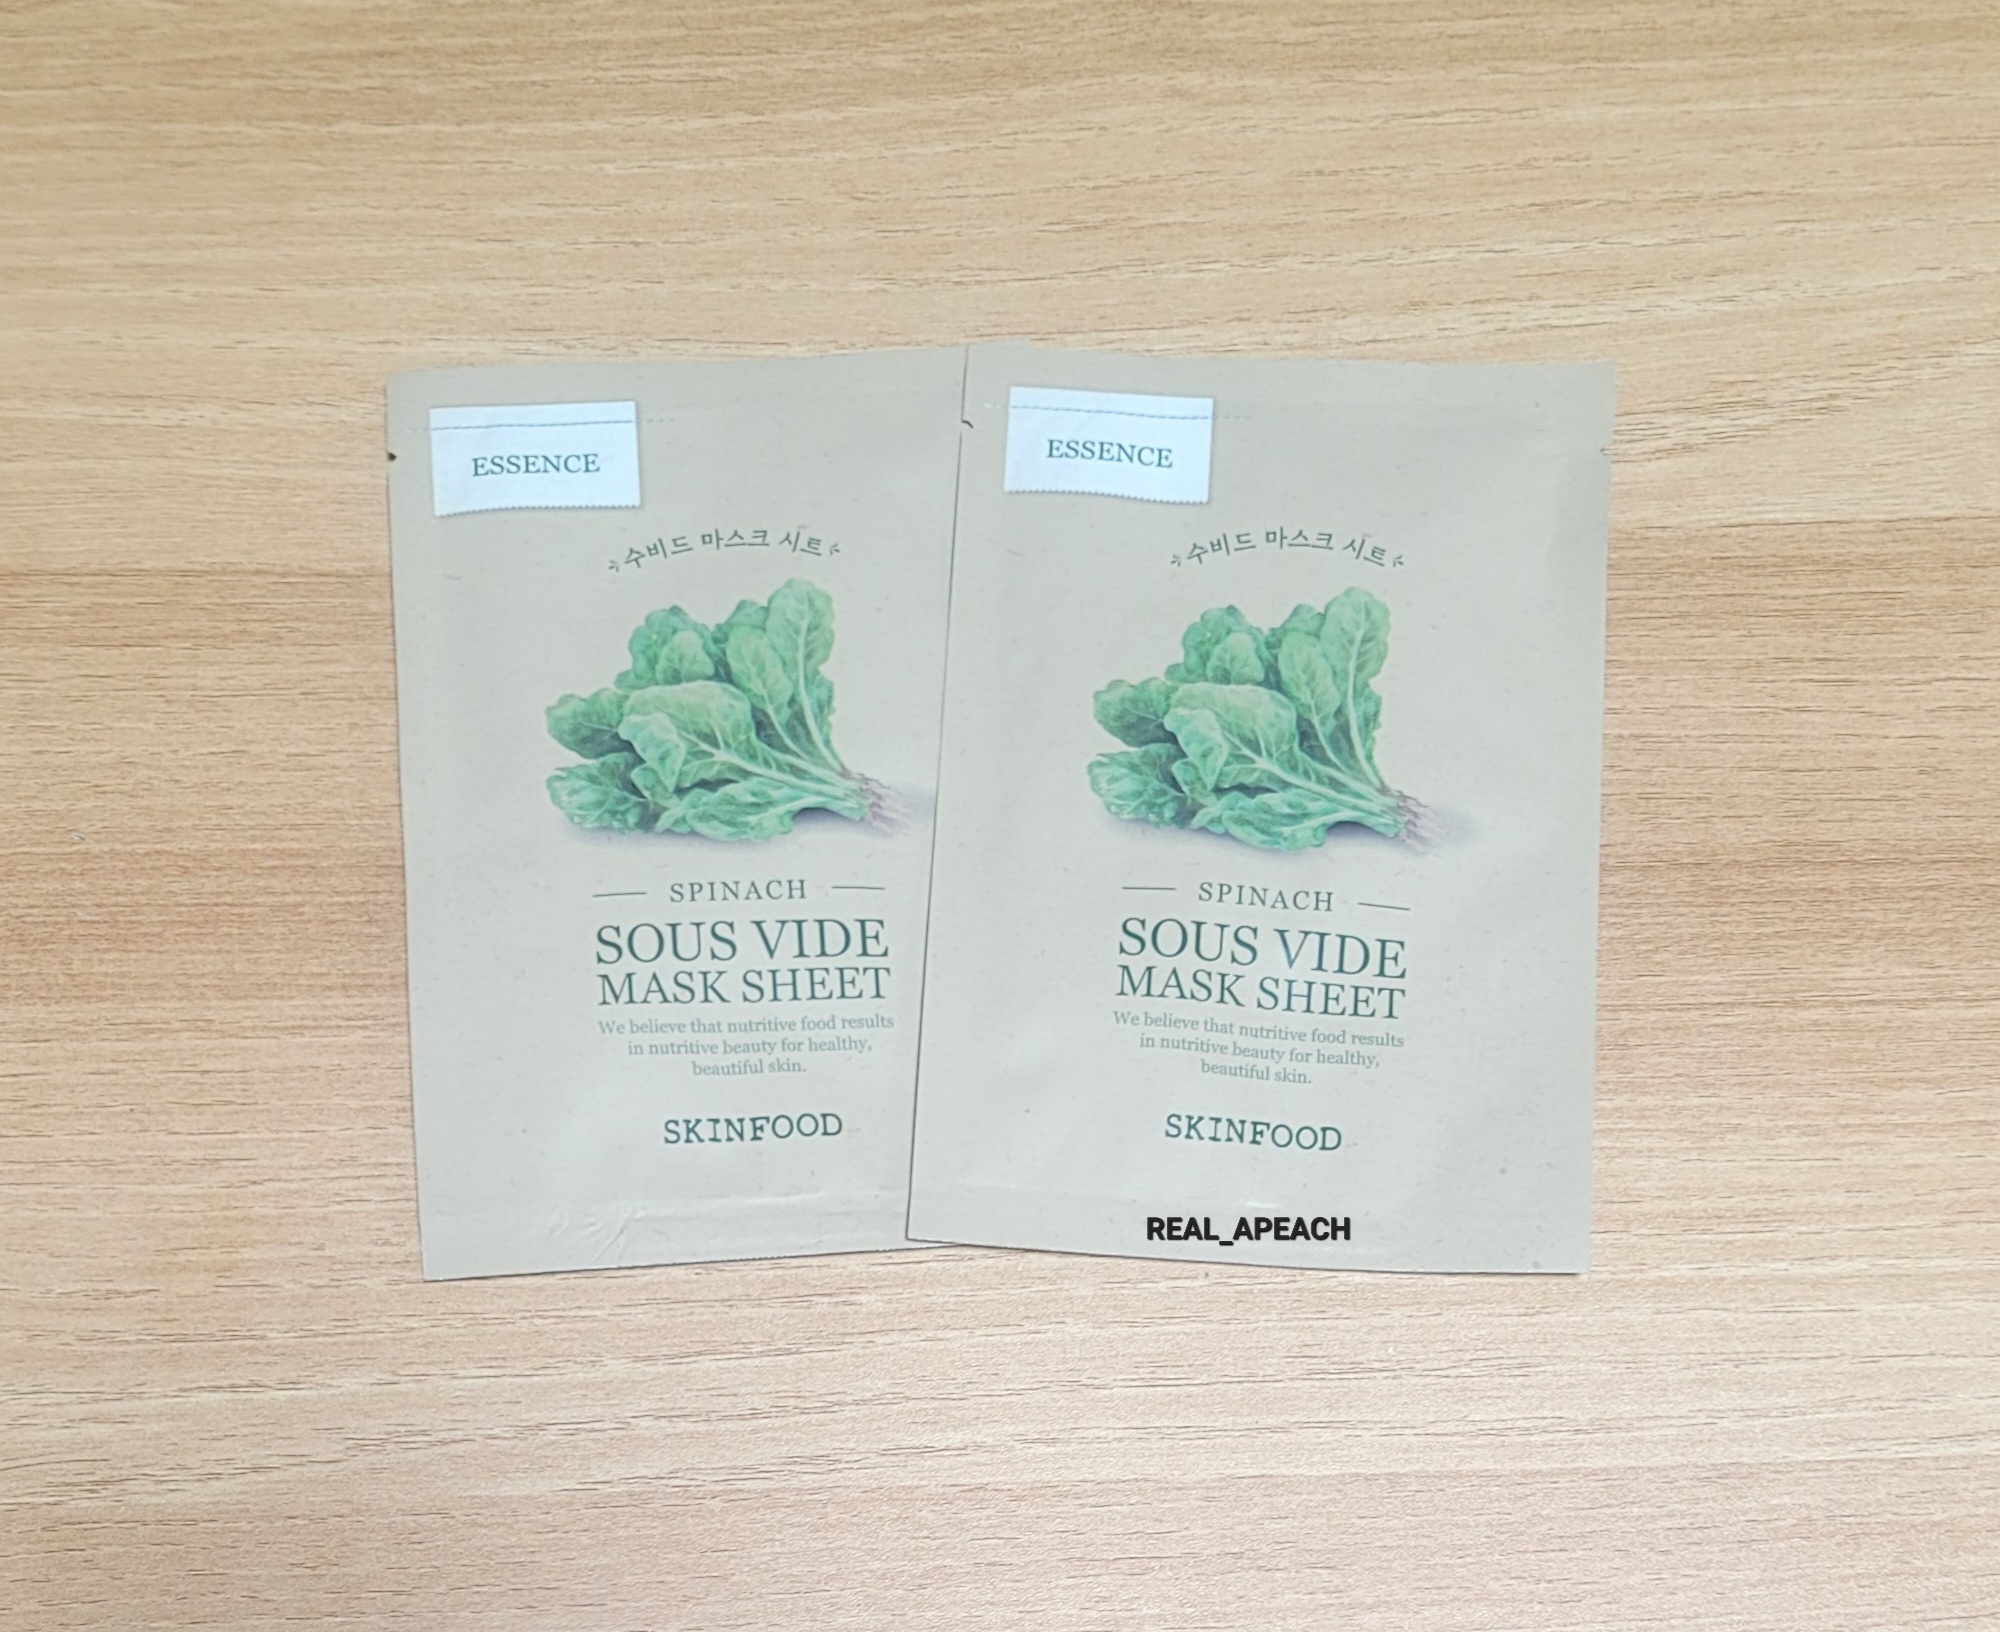 ESSENCE
수비드 마스크 시트
SPINACH
SOUS VIDE
MASK SHEET
We believe that nutritive food results
in nutritive beauty for healthy,
beautiful skin.
SKINFOOD
ESSENCE
수비드 마스크 시트
SPINACH
SOUS VIDE
MASK SHEET
We believe that nutritive food results
in nutritive beauty for healthy,
beautiful skin.
SKINFOOD
REAL_APEACH